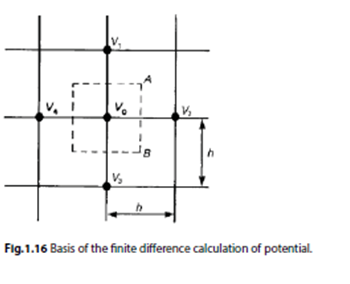 V₁
A
V₄
V₀
V₂
B
V₃
h
h
Fig.1.16 Basis of the finite difference calculation of potential.